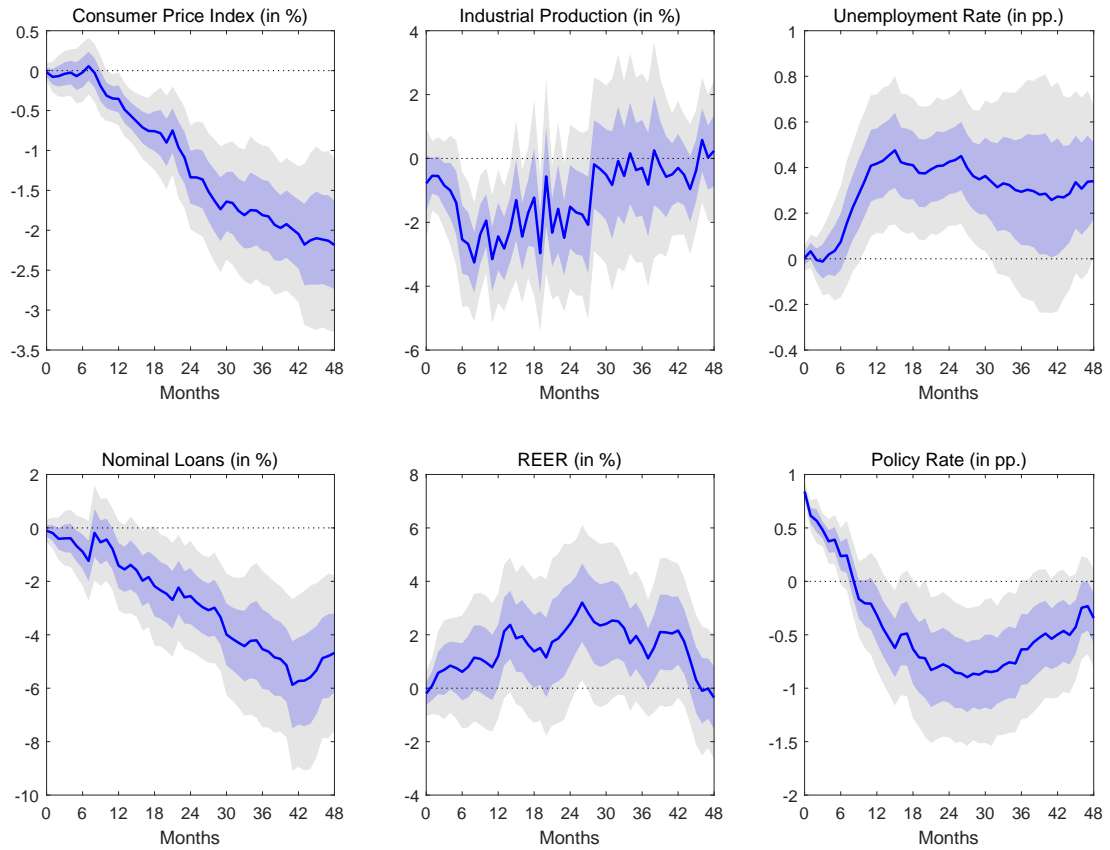 Consumer Price Index (in %)
0.5
0
-0.5
-1
-1.5
-2
-2.5
-3
-3.5
0 6 12 18 24 30 36 42 48
Months
Industrial Production (in %)
4
2
0
-2
-4
-6
0 6 12 18 24 30 36 42 48
Months
Unemployment Rate (in pp.)
1
0.8
0.6
0.4
0.2
0
-0.2
-0.4
0 6 12 18 24 30 36 42 48
Months
Nominal Loans (in %)
2
0
-2
-4
-6
-8
-10
0 6 12 18 24 30 36 42 48
Months
REER (in %)
8
6
4
2
0
-2
-4
0 6 12 18 24 30 36 42 48
Months
Policy Rate (in pp.)
1
0.5
0
-0.5
-1
-1.5
-2
0 6 12 18 24 30 36 42 48
Months